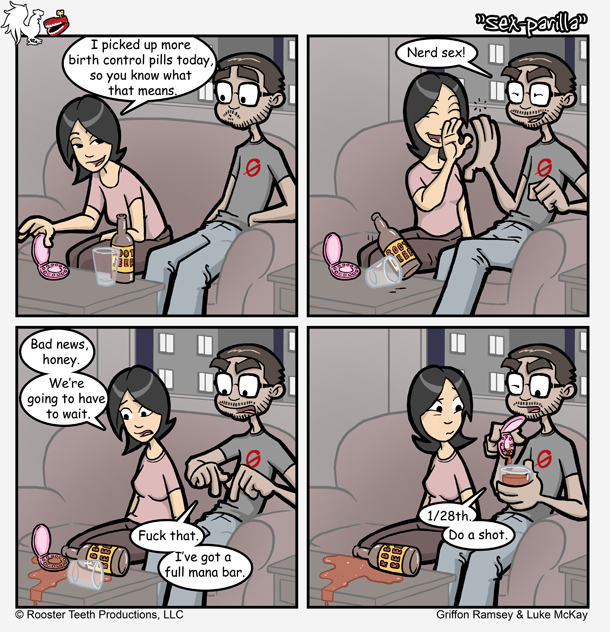 "sex-parilla"
I picked up more
birth control pills today,
so you know what
that means.
Nerd sex!
Bad news,
honey.
We're
going to have
to wait.
Fuck that.
I've got a
full mana bar.
1/28th.
Do a shot.
© Rooster Teeth Productions, LLC
Griffon Ramsey & Luke McKay